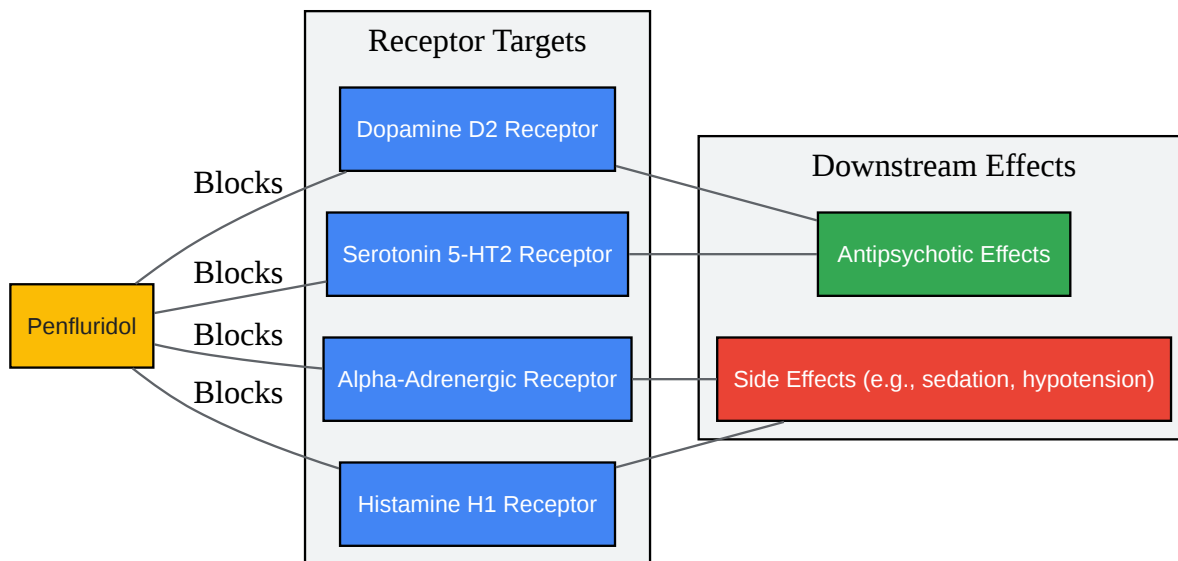 Receptor Targets
Dopamine D2 Receptor
Downstream Effects
Blocks
Serotonin 5-HT2 Receptor
Antipsychotic Effects
Blocks
Penfluridol
Blocks
Alpha-Adrenergic Receptor
Side Effects (e.g., sedation, hypotension)
Blocks
Histamine H1 Receptor